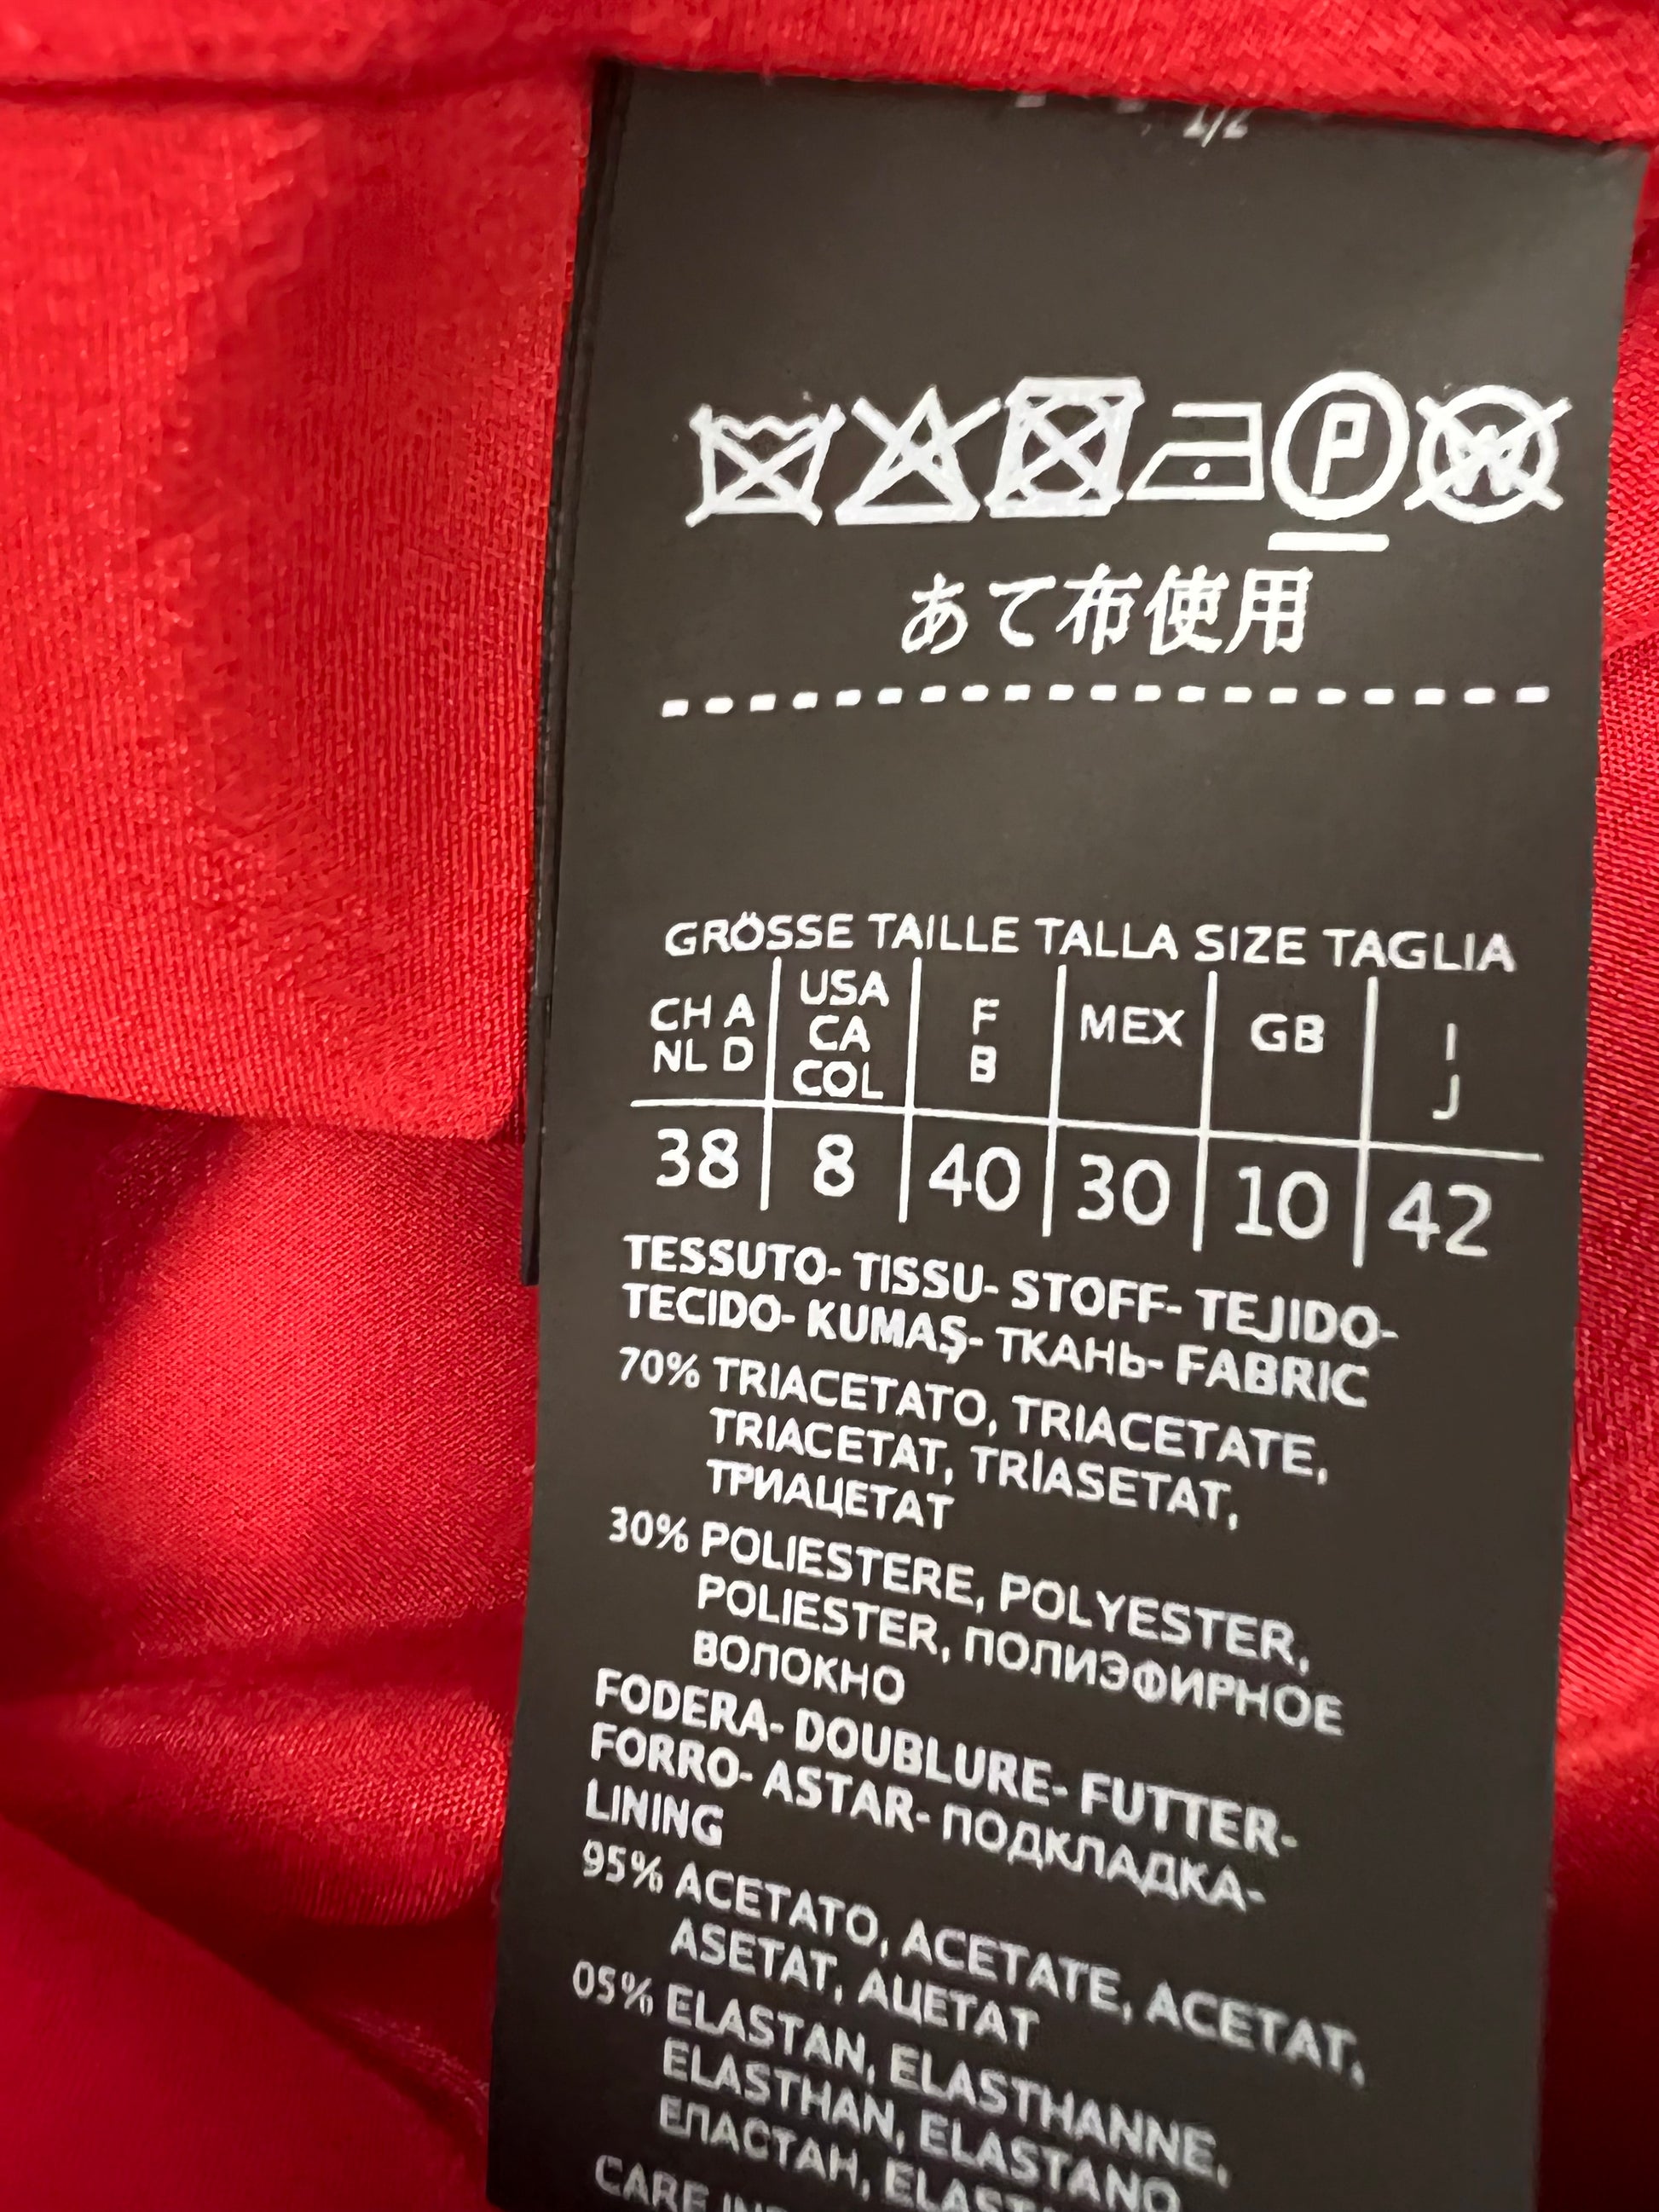 P
W
あて布使用
GRÖSSE TAILLE TALLA SIZE TAGLIA
CH A
NL D
USA
CA
COL
F
B
MEX
GB
I
J
38 8 40 30 10 42
TESSUTO- TISSU- STOFF- TEJIDO-
TECIDO- KUMAŞ- ТКАНЬ- FABRIC
70% TRIACETATO, TRIACETATE,
TRIACETAT, TRİASETAT,
ТРИАЦЕТАТ
30% POLIESTERE, POLYESTER,
POLIESTER, ПОЛИЭФИРНОЕ
ВОЛОКНО
FODERA- DOUBLURE- FUTTER-
FORRO- ASTAR- ПОДКЛАДКА-
LINING
95% ACETATO, ACETATE, ACETAT,
ASETAT, АЦЕТАТ
05% ELASTAN, ELASTHANNE,
ELASTHAN, ELASTANO
ЕЛАСТАН,
CARE